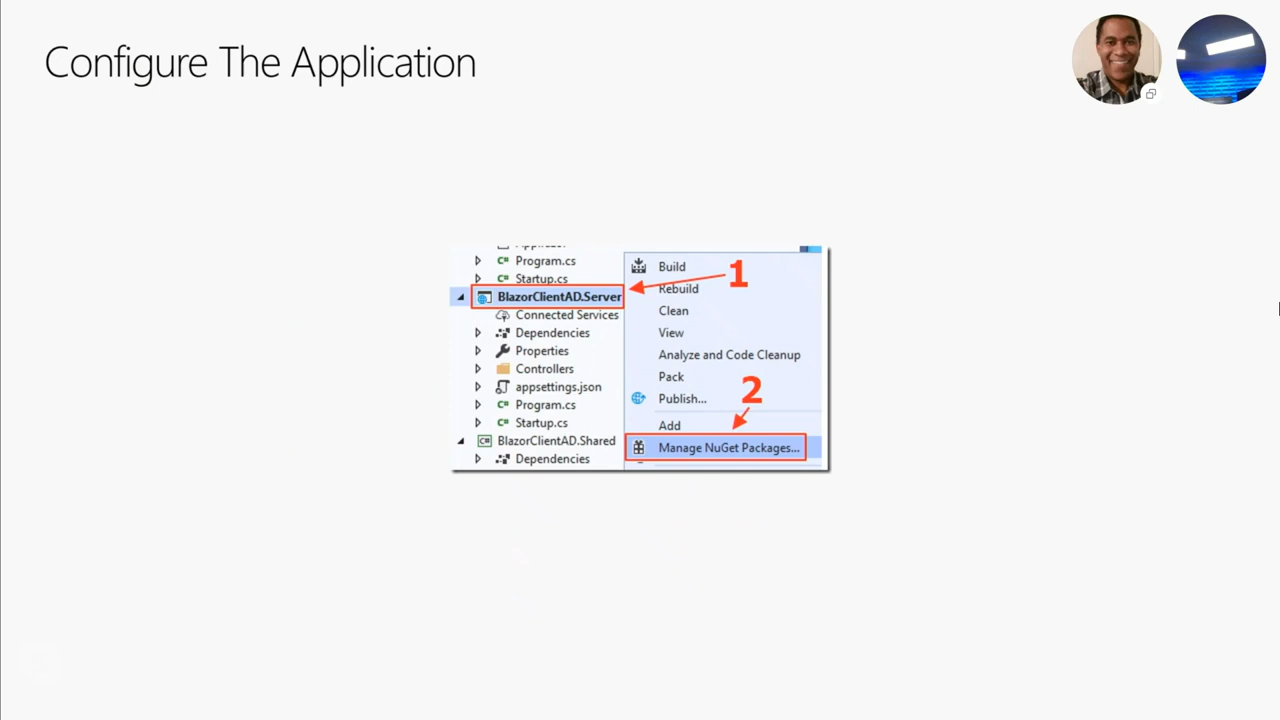 Configure The Application
Program.cs
Startup.cs
BlazorClientAD.Server
Connected Services
Dependencies
Properties
Controllers
appsettings.json
Program.cs
Startup.cs
BlazorClientAD.Shared
Dependencies
Build
1
Rebuild
Clean
View
Analyze and Code Cleanup
Pack
2
Publish...
Add
Manage NuGet Packages...